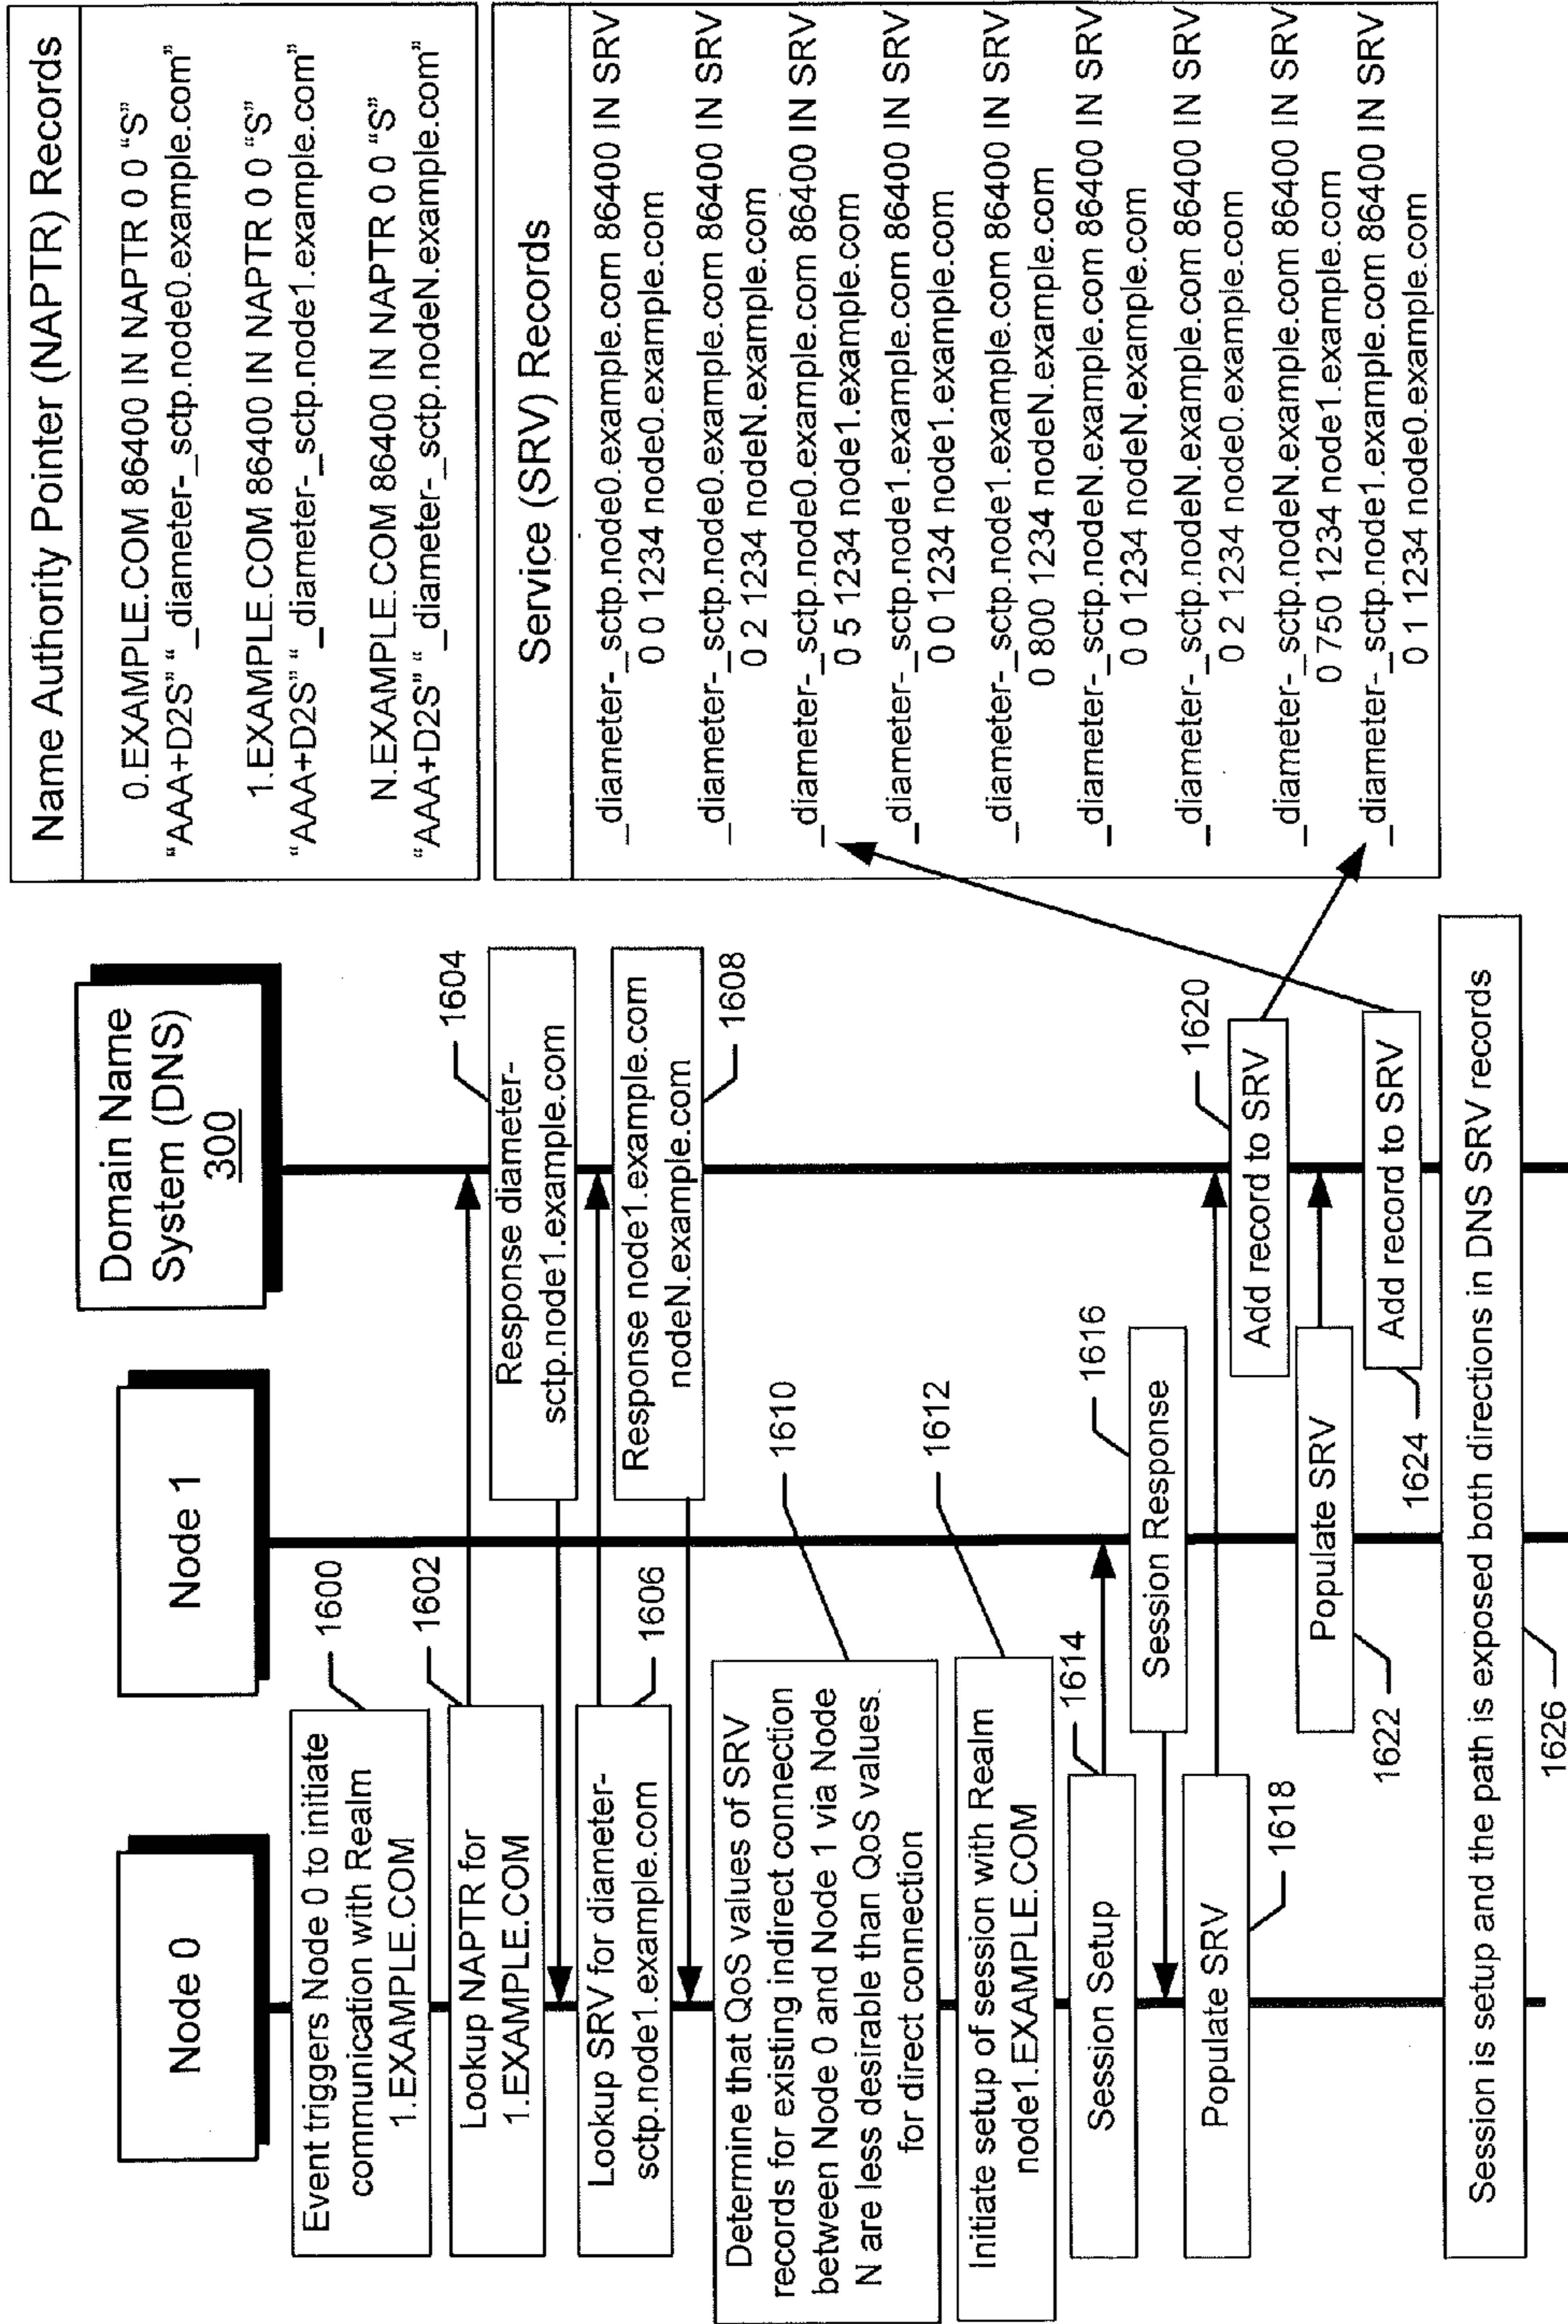 Node 0
Node 1
Domain Name
System (DNS)
300
Event triggers Node 0 to initiate
communication with Realm
1.EXAMPLE.COM
1600
Lookup NAPTR for
1.EXAMPLE.COM
1602
Response diameter-
sctp.node1.example.com
1604
Lookup SRV for diameter-
sctp.node1.example.com
1606
Response node1.example.com
nodeN.example.com
1608
Determine that QoS values of SRV
records for existing indirect connection
between Node 0 and Node 1 via Node
N are less desirable than QoS values
for direct connection
1610
Initiate setup of session with Realm
node1.EXAMPLE.COM
1612
Session Setup
1614
Session Response
1616
Populate SRV
1618
Add record to SRV
1620
Populate SRV
1622
Add record to SRV
1624
Session is setup and the path is exposed both directions in DNS SRV records
1626
Name Authority Pointer (NAPTR) Records
0.EXAMPLE.COM 86400 IN NAPTR 0 0 “S”
“AAA+D2S” “_diameter-_sctp.node0.example.com”
1.EXAMPLE.COM 86400 IN NAPTR 0 0 “S”
“AAA+D2S” “ _diameter-_sctp.node1.example.com”
N.EXAMPLE.COM 86400 IN NAPTR 0 0 “S”
“AAA+D2S” “ _diameter-_sctp.nodeN.example.com”
Service (SRV) Records
_diameter-_sctp.node0.example.com 86400 IN SRV
0 0 1234 node0.example.com
_diameter-_sctp.node0.example.com 86400 IN SRV
0 2 1234 nodeN.example.com
_diameter-_sctp.node0.example.com 86400 IN SRV
0 5 1234 node1.example.com
_diameter-_sctp.node1.example.com 86400 IN SRV
0 0 1234 node1.example.com
_diameter-_sctp.node1.example.com 86400 IN SRV
0 800 1234 nodeN.example.com
_diameter-_sctp.nodeN.example.com 86400 IN SRV
0 0 1234 nodeN.example.com
_diameter-_sctp.nodeN.example.com 86400 IN SRV
0 2 1234 node0.example.com
_diameter-_sctp.nodeN.example.com 86400 IN SRV
0 750 1234 node1.example.com
_diameter-_sctp.node1.example.com 86400 IN SRV
0 1 1234 node0.example.com